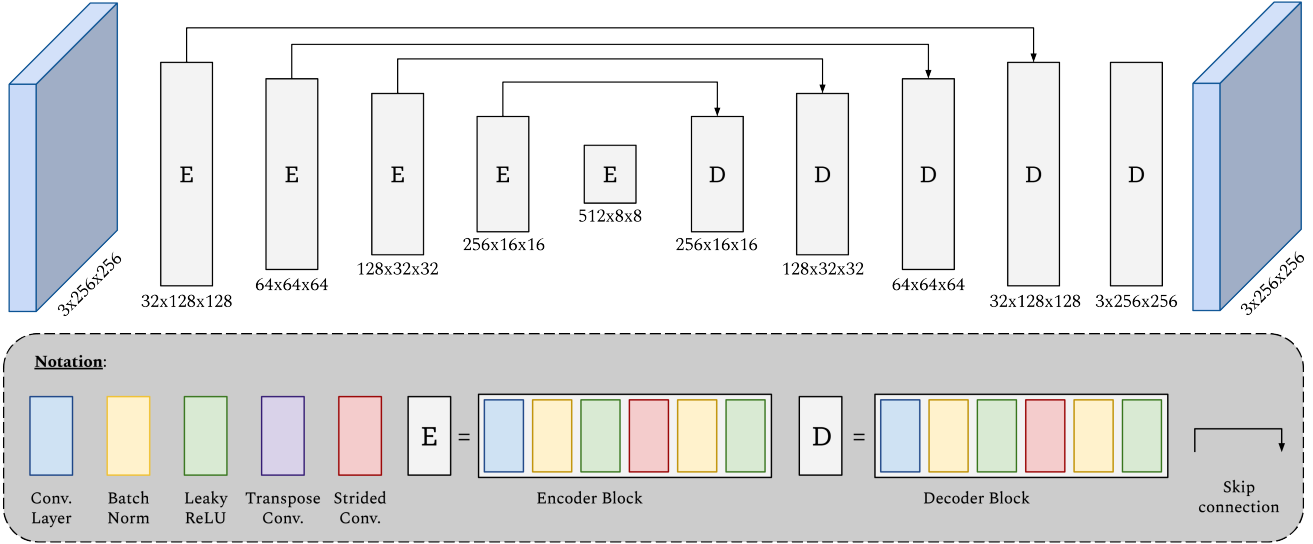 E
E
E
E
E
D
D
D
D
D
3x256x256
32x128x128
64x64x64
128x32x32
256x16x16
512x8x8
256x16x16
128x32x32
64x64x64
32x128x128
3x256x256
3x256x256
Notation:
E =
D =
Conv.
Layer
Batch
Norm
Leaky
ReLU
Transpose
Conv.
Strided
Conv.
Encoder Block
Decoder Block
Skip
connection